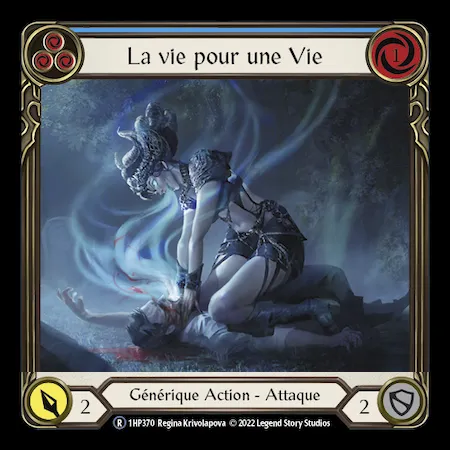 La vie pour une Vie
1
Générique Action - Attaque
2
2
R 1HP370 Regina Krivolapova © 2022 Legend Story Studios